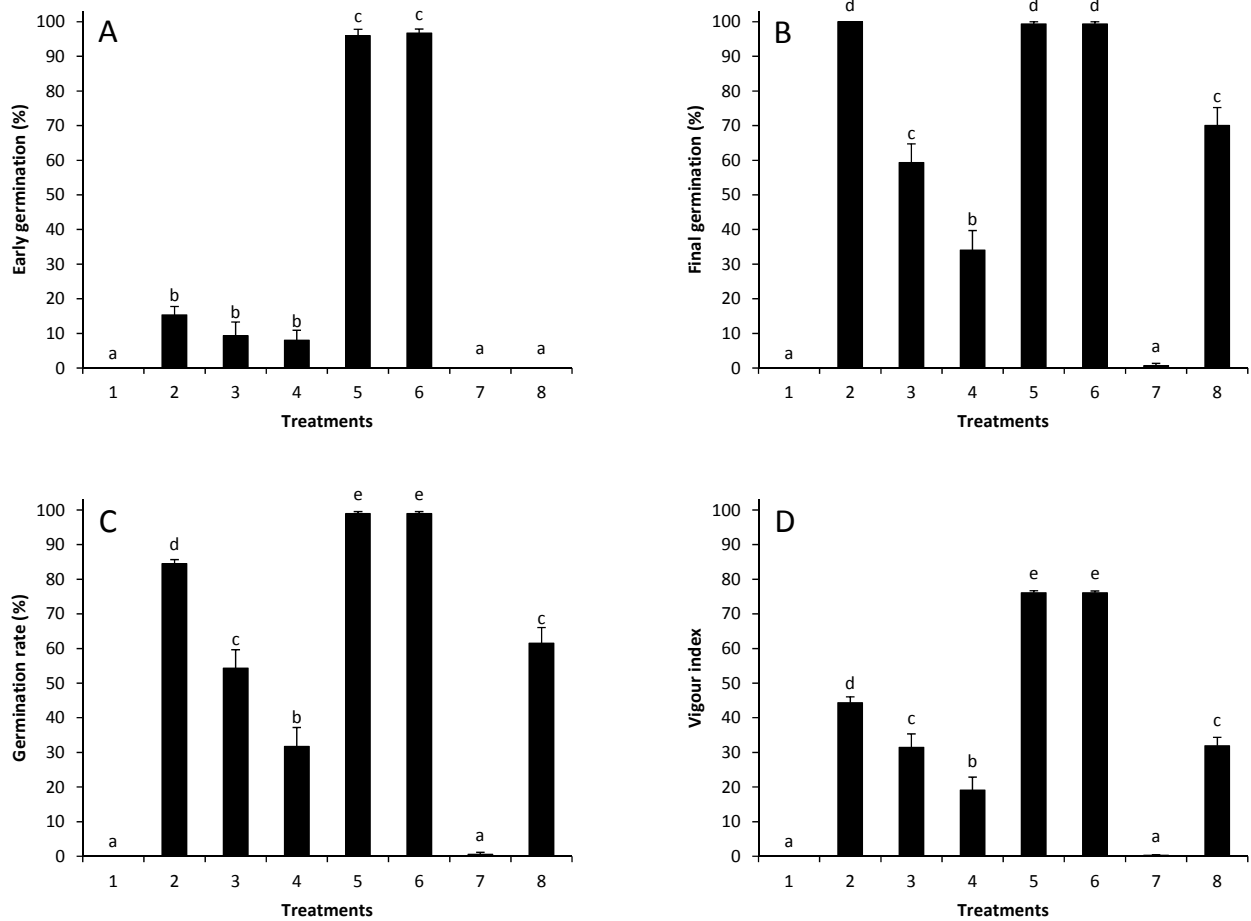 A
Early germination (%)
100
90
80
70
60
50
40
30
20
10
0
a b b b c c a a
1 2 3 4 5 6 7 8
Treatments
B
Final germination (%)
100
90
80
70
60
50
40
30
20
10
0
a d c b d d a c
1 2 3 4 5 6 7 8
Treatments
C
Germination rate (%)
100
90
80
70
60
50
40
30
20
10
0
a d c b e e a c
1 2 3 4 5 6 7 8
Treatments
D
Vigour index
100
90
80
70
60
50
40
30
20
10
0
a d c b e e a c
1 2 3 4 5 6 7 8
Treatments